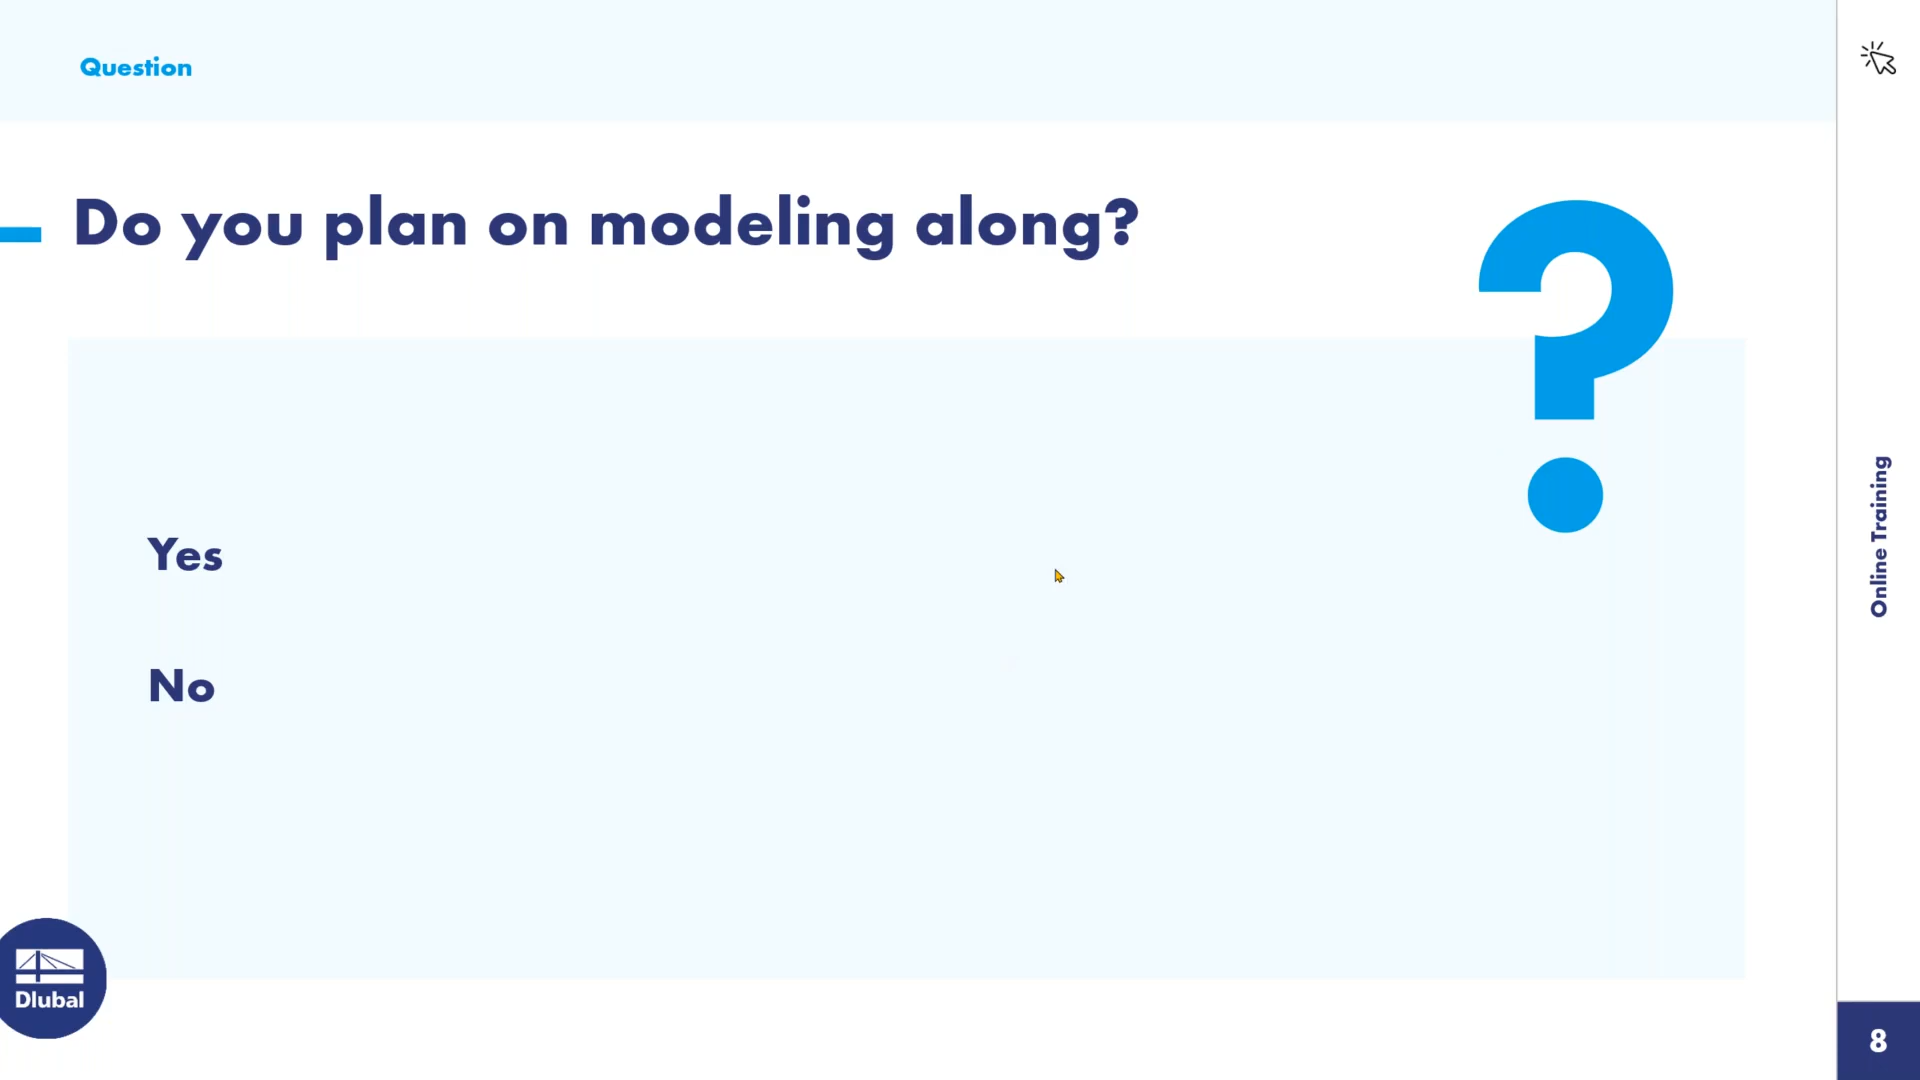 Question
Do you plan on modeling along?
Yes
No
Online Training
Dlubal
8